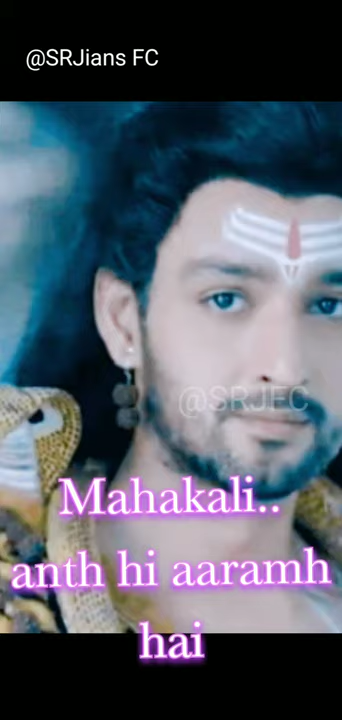 @SRJians FC
@SRJFC
Mahakali..
anth hi aaramh
hai